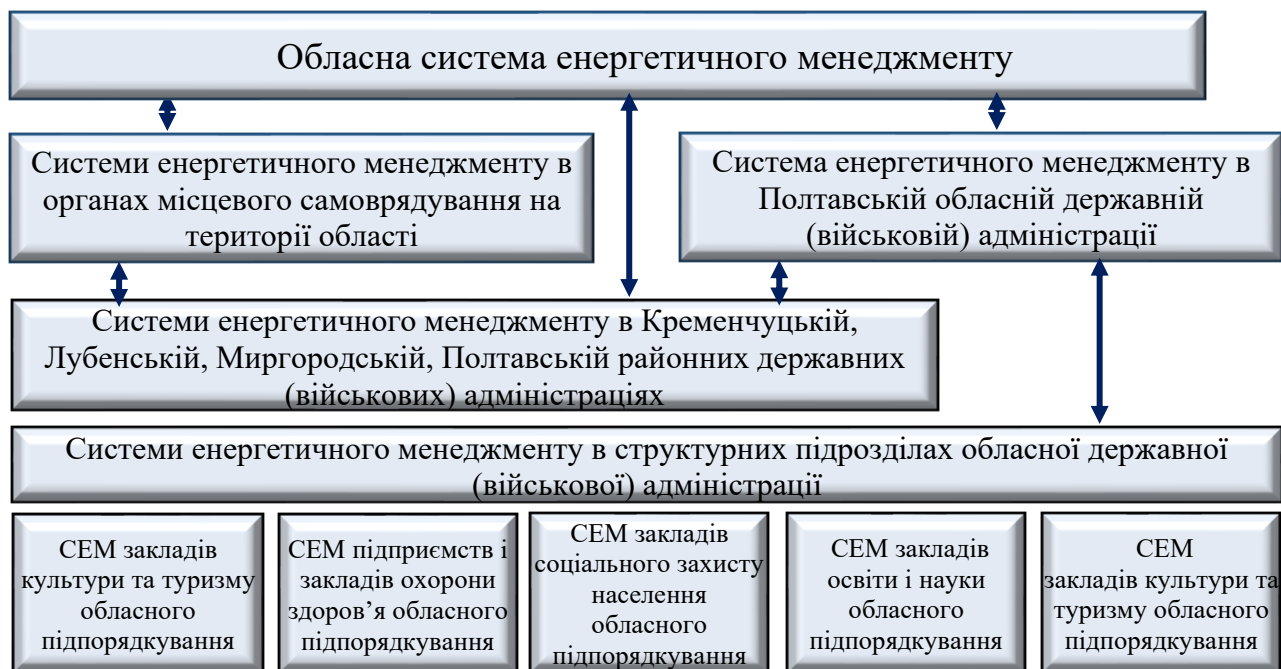 Обласна система енергетичного менеджменту
Системи енергетичного менеджменту в
органах місцевого самоврядування на
території області
Система енергетичного менеджменту в
Полтавській обласній державній
(військовій) адміністрації
Системи енергетичного менеджменту в Кременчуцькій,
Лубенській, Миргородській, Полтавській районних державних
(військових) адміністраціях
Системи енергетичного менеджменту в структурних підрозділах обласної державної
(військової) адміністрації
СЕМ закладів
культури та туризму
обласного
підпорядкування
СЕМ підприємств і
закладів охорони
здоров’я обласного
підпорядкування
СЕМ закладів
соціального захисту
населення
обласного
підпорядкування
СЕМ закладів
освіти і науки
обласного
підпорядкування
СЕМ
закладів культури та
туризму обласного
підпорядкування